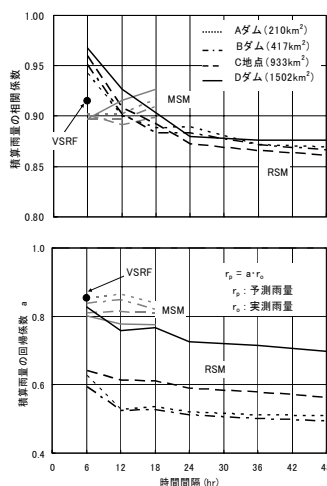 積算雨量の相関係数
1.00
0.95
0.90
0.85
0.80
Aダム(210km²)
Bダム(417km²)
C地点(933km²)
Dダム(1502km²)
VSRF
MSM
RSM
積算雨量の回帰係数 a
1.0
0.8
0.6
0.4
VSRF
MSM
RSM
rₚ = a・rₒ
rₚ : 予測雨量
rₒ : 実測雨量
0 6 12 18 24 30 36 42 48
時間間隔(hr)